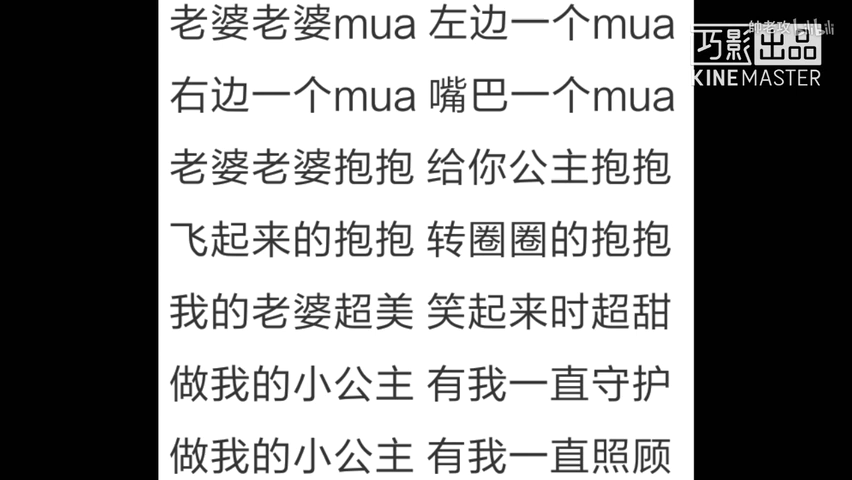 老婆老婆mua 左边一个mua
右边一个mua 嘴巴一个mua
老婆老婆抱抱 给你公主抱抱
飞起来的抱抱 转圈圈的抱抱
我的老婆超美 笑起来时超甜
做我的小公主 有我一直守护
做我的小公主 有我一直照顾
帥老攻 bilibili
巧影出品
KINEMASTER